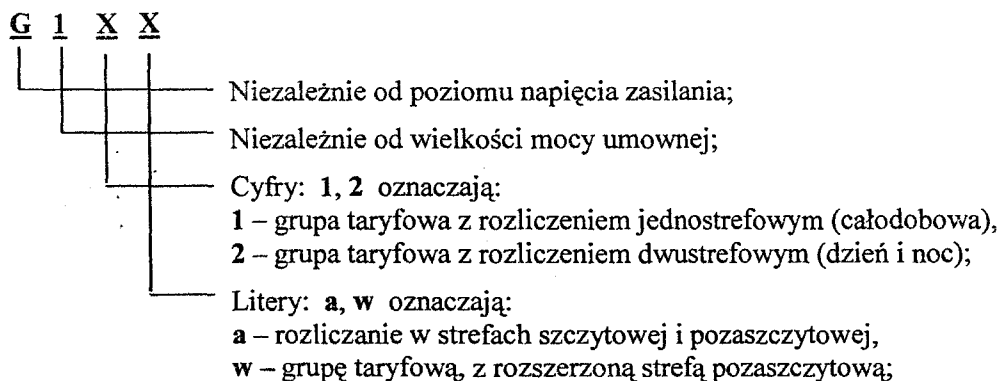 G 1 X X
Niezależnie od poziomu napięcia zasilania;
Niezależnie od wielkości mocy umownej;
Cyfry: 1, 2 oznaczają:
1 – grupa taryfowa z rozliczeniem jednostrefowym (całodobowa),
2 – grupa taryfowa z rozliczeniem dwustrefowym (dzień i noc);
Litery: a, w oznaczają:
a – rozliczanie w strefach szczytowej i pozaszczytowej,
w – grupę taryfową, z rozszerzoną strefą pozaszczytową;